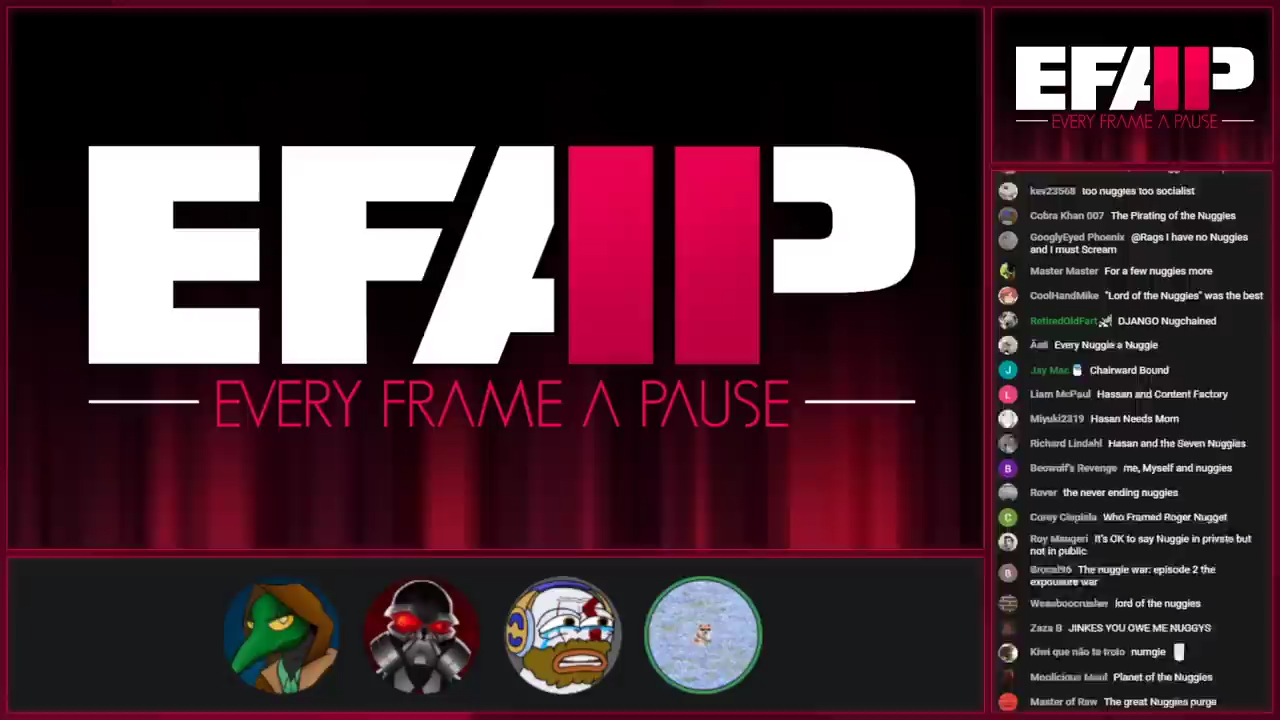 EFAP
EVERY FRAME A PAUSE
EFAP
EVERY FRAME A PAUSE
kev23568 too nuggies too socialist
Cobra Khan 007 The Pirating of the Nuggies
GooglyEyed Phoenix @Rags I have no Nuggies
and I must Scream
Master Master For a few nuggies more
CoolHandMike "Lord of the Nuggies" was the best
RetiredOldFart DJANGO Nugchained
Every Nuggie a Nuggie
J Jay Mac Chairward Bound
L Liam McPaul Hassan and Content Factory
Miyuki2319 Hasan Needs Mom
Richard Lindahl Hasan and the Seven Nuggies
B Beowulf's Revenge me, Myself and nuggies
Rover the never ending nuggies
C Corey Who Framed Roger Nugget
Roy Maugeri It's OK to say Nuggie in private but
not in public
B The nuggie war: episode 2 the
expousure war
Weaboocrusher lord of the nuggies
Zaza B JINKES YOU OWE ME NUGGYS
Kiwi que não te troio numgie
Planet of the Nuggies
Master of Raw The great Nuggies purge